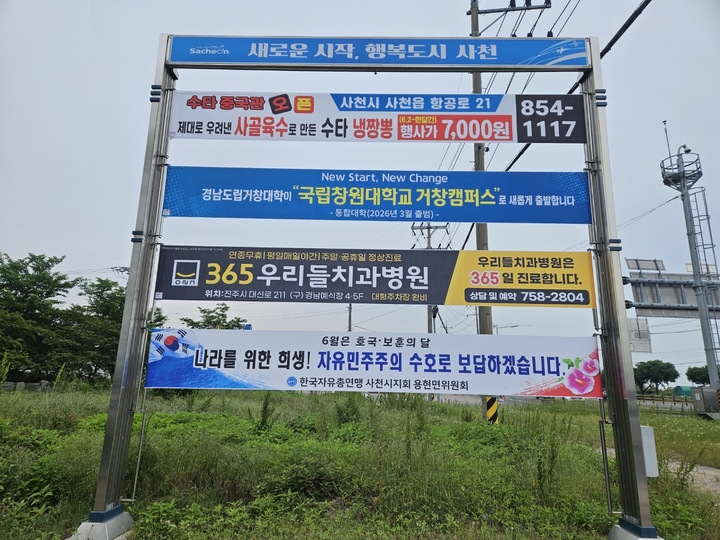 Sacheon
새로운 시작, 행복도시 사천
수타 중국관 오픈
사천시 사천읍 항공로 21
제대로 우려낸 사골육수로 만든 수타 냉짬뽕
(6.2~한달간)
행사가 7,000원
854-
1117
New Start, New Change
경남도립거창대학이 "국립창원대학교 거창캠퍼스"로 새롭게 출발합니다
- 통합대학(2026년 3월 출범) -
연중무휴 | 평일매일야간 | 주말·공휴일 정상진료
365우리들치과병원
위치:진주시 대신로 211 (구)경남예식장 4·5F 대형주차장 완비
우리들치과병원은
365일 진료합니다.
상담 및 예약 758-2804
6월은 호국·보훈의 달
나라를 위한 희생! 자유민주주의 수호로 보답하겠습니다.
한국자유총연맹 사천시지회 용현면위원회